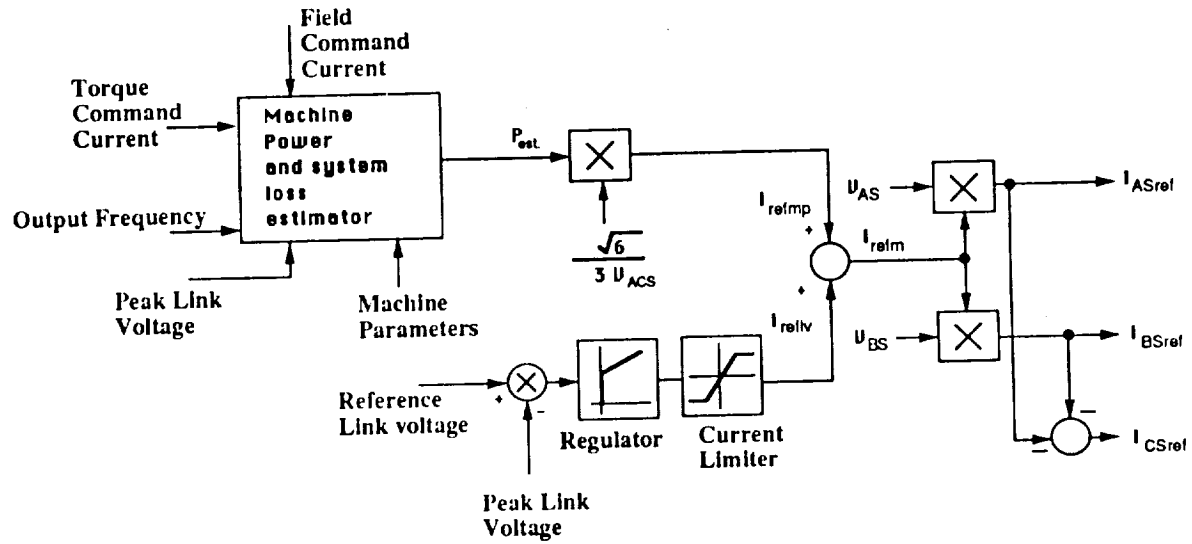 Field
Command
Current
Torque
Command
Current
Machine
Power
and system
loss
estimator
Output Frequency
Peak Link
Voltage
Machine
Parameters
Pest.
√6
3 VACS
Irefmp
+
+
Irefm
Ireflv
VAS
IASref
VBS
IBSref
−
−
ICSref
Reference
Link voltage
+
-
Regulator
Current
Limiter
Peak Link
Voltage